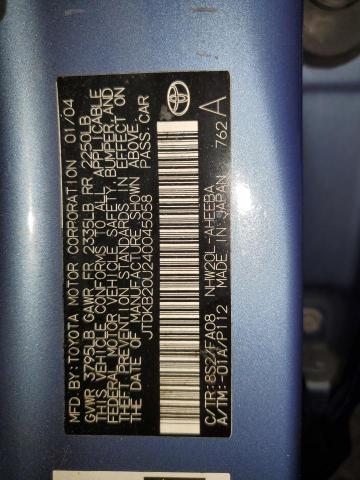 MFD. BY: TOYOTA MOTOR CORPORATION 01/04
GVWR 3795LB GAWR FR 2335LB RR 2250LB
THIS VEHICLE CONFORMS TO ALL APPLICABLE
FEDERAL MOTOR VEHICLE SAFETY, BUMPER, AND
THEFT PREVENTION STANDARDS IN EFFECT ON
THE DATE OF MANUFACTURE SHOWN ABOVE.
JTDKB20U240045058 PASS. CAR
C/TR: 8S2/FA08 NHW20L-AHEEBA
A/TM: -01A/P112 MADE IN JAPAN 762 A